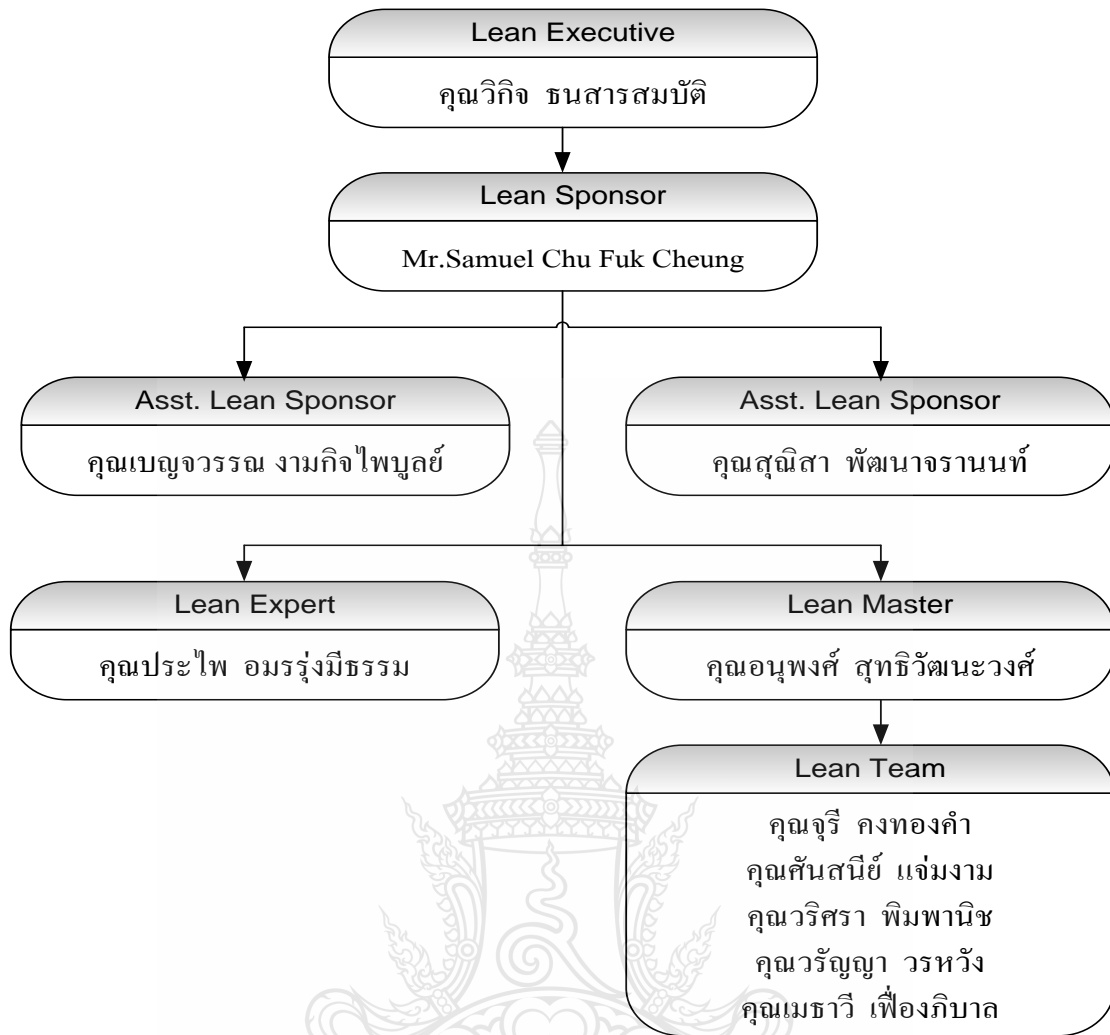 Lean Executive
คุณวิกิจ ธนสารสมบัติ
Lean Sponsor
Mr.Samuel Chu Fuk Cheung
Asst. Lean Sponsor
คุณเบญจวรรณ งามกิจไพบูลย์
Asst. Lean Sponsor
คุณสุณิสา พัฒนาจรานนท์
Lean Expert
คุณประไพ อมรรุ่งมีธรรม
Lean Master
คุณอนุพงศ์ สุทธิวัฒนะวงศ์
Lean Team
คุณจุรี คงทองคำ
คุณศันสนีย์ แจ่มงาม
คุณวริศรา พิมพานิช
คุณวรัญญา วรหวัง
คุณเมธาวี เฟื่องภิบาล